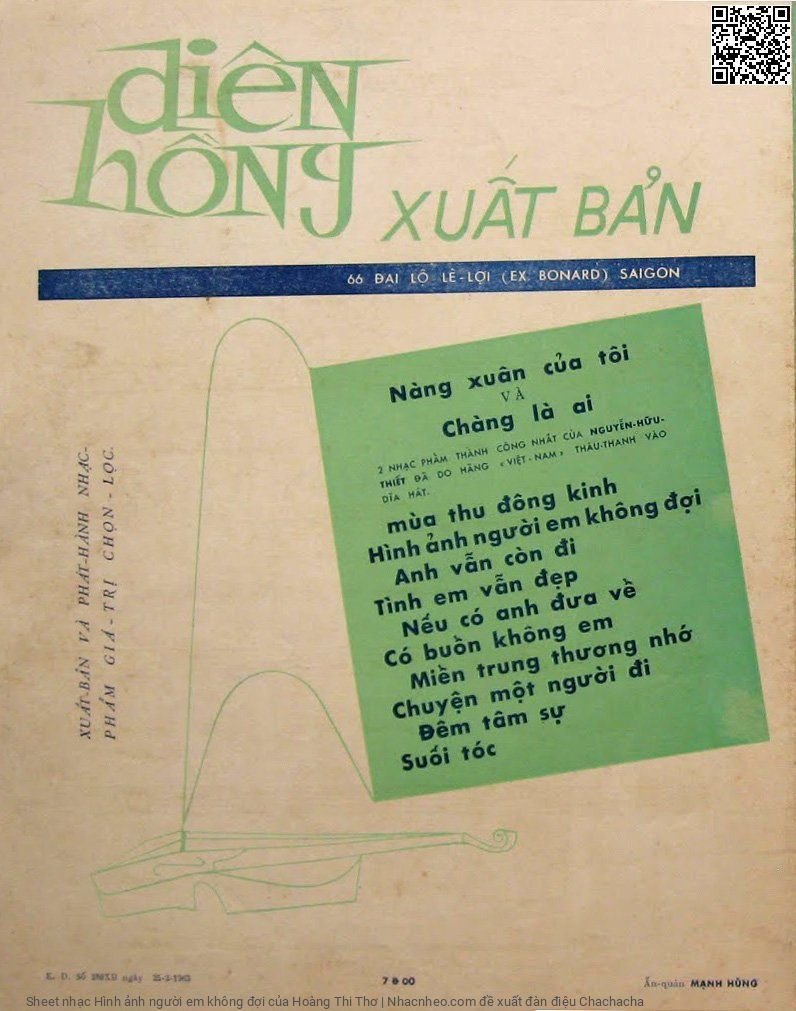 diên
hồng
XUẤT BẢN
66 ĐẠI LỘ LÊ-LỢI (EX. BONARD) SAIGON
Nàng xuân của tôi
VÀ
Chàng là ai
2 NHẠC PHẨM THÀNH CÔNG NHẤT CỦA NGUYỄN-HỮU-
THIẾT ĐÃ DO HÃNG «VIỆT-NAM» THÂU-THANH VÀO
DĨA HÁT.
mùa thu đông kinh
Hình ảnh người em không đợi
Anh vẫn còn đi
Tình em vẫn đẹp
Nếu có anh đưa về
Có buồn không em
Miền trung thương nhớ
Chuyện một người đi
Đêm tâm sự
Suối tóc
XUẤT-BẢN VÀ PHÁT-HÀNH NHẠC-
PHẨM GIÁ-TRỊ CHỌN-LỌC.
K. D. Số ngày
7$00
Ấn-quán MẠNH HÙNG
Sheet nhạc Hình ảnh người em không đợi của Hoàng Thi Thơ | Nhacnheo.com đề xuất đàn điệu Chachacha